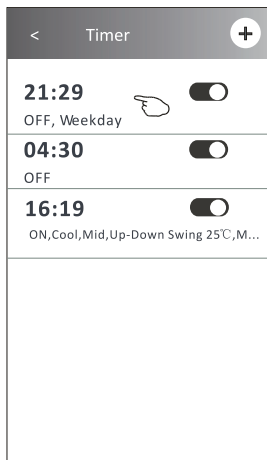 < Timer +
21:29
OFF, Weekday
04:30
OFF
16:19
ON,Cool,Mid,Up-Down Swing 25℃,M...